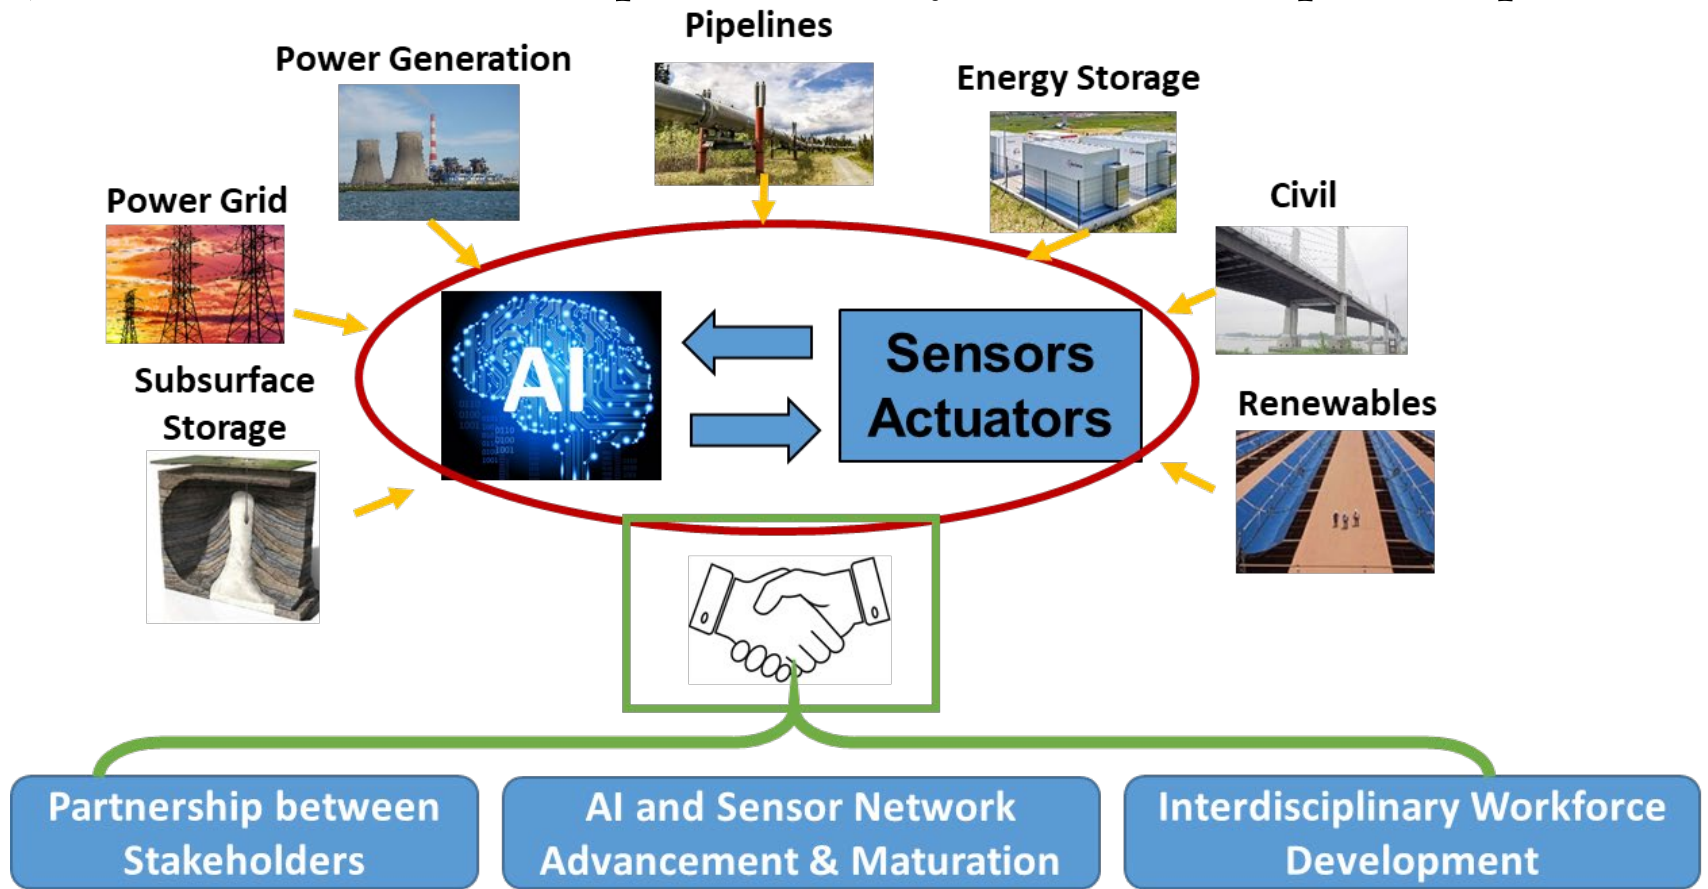 Pipelines
Power Generation
Energy Storage
Power Grid
Civil
AI
Sensors
Actuators
Subsurface
Storage
Renewables
Partnership between
Stakeholders
AI and Sensor Network
Advancement & Maturation
Interdisciplinary Workforce
Development